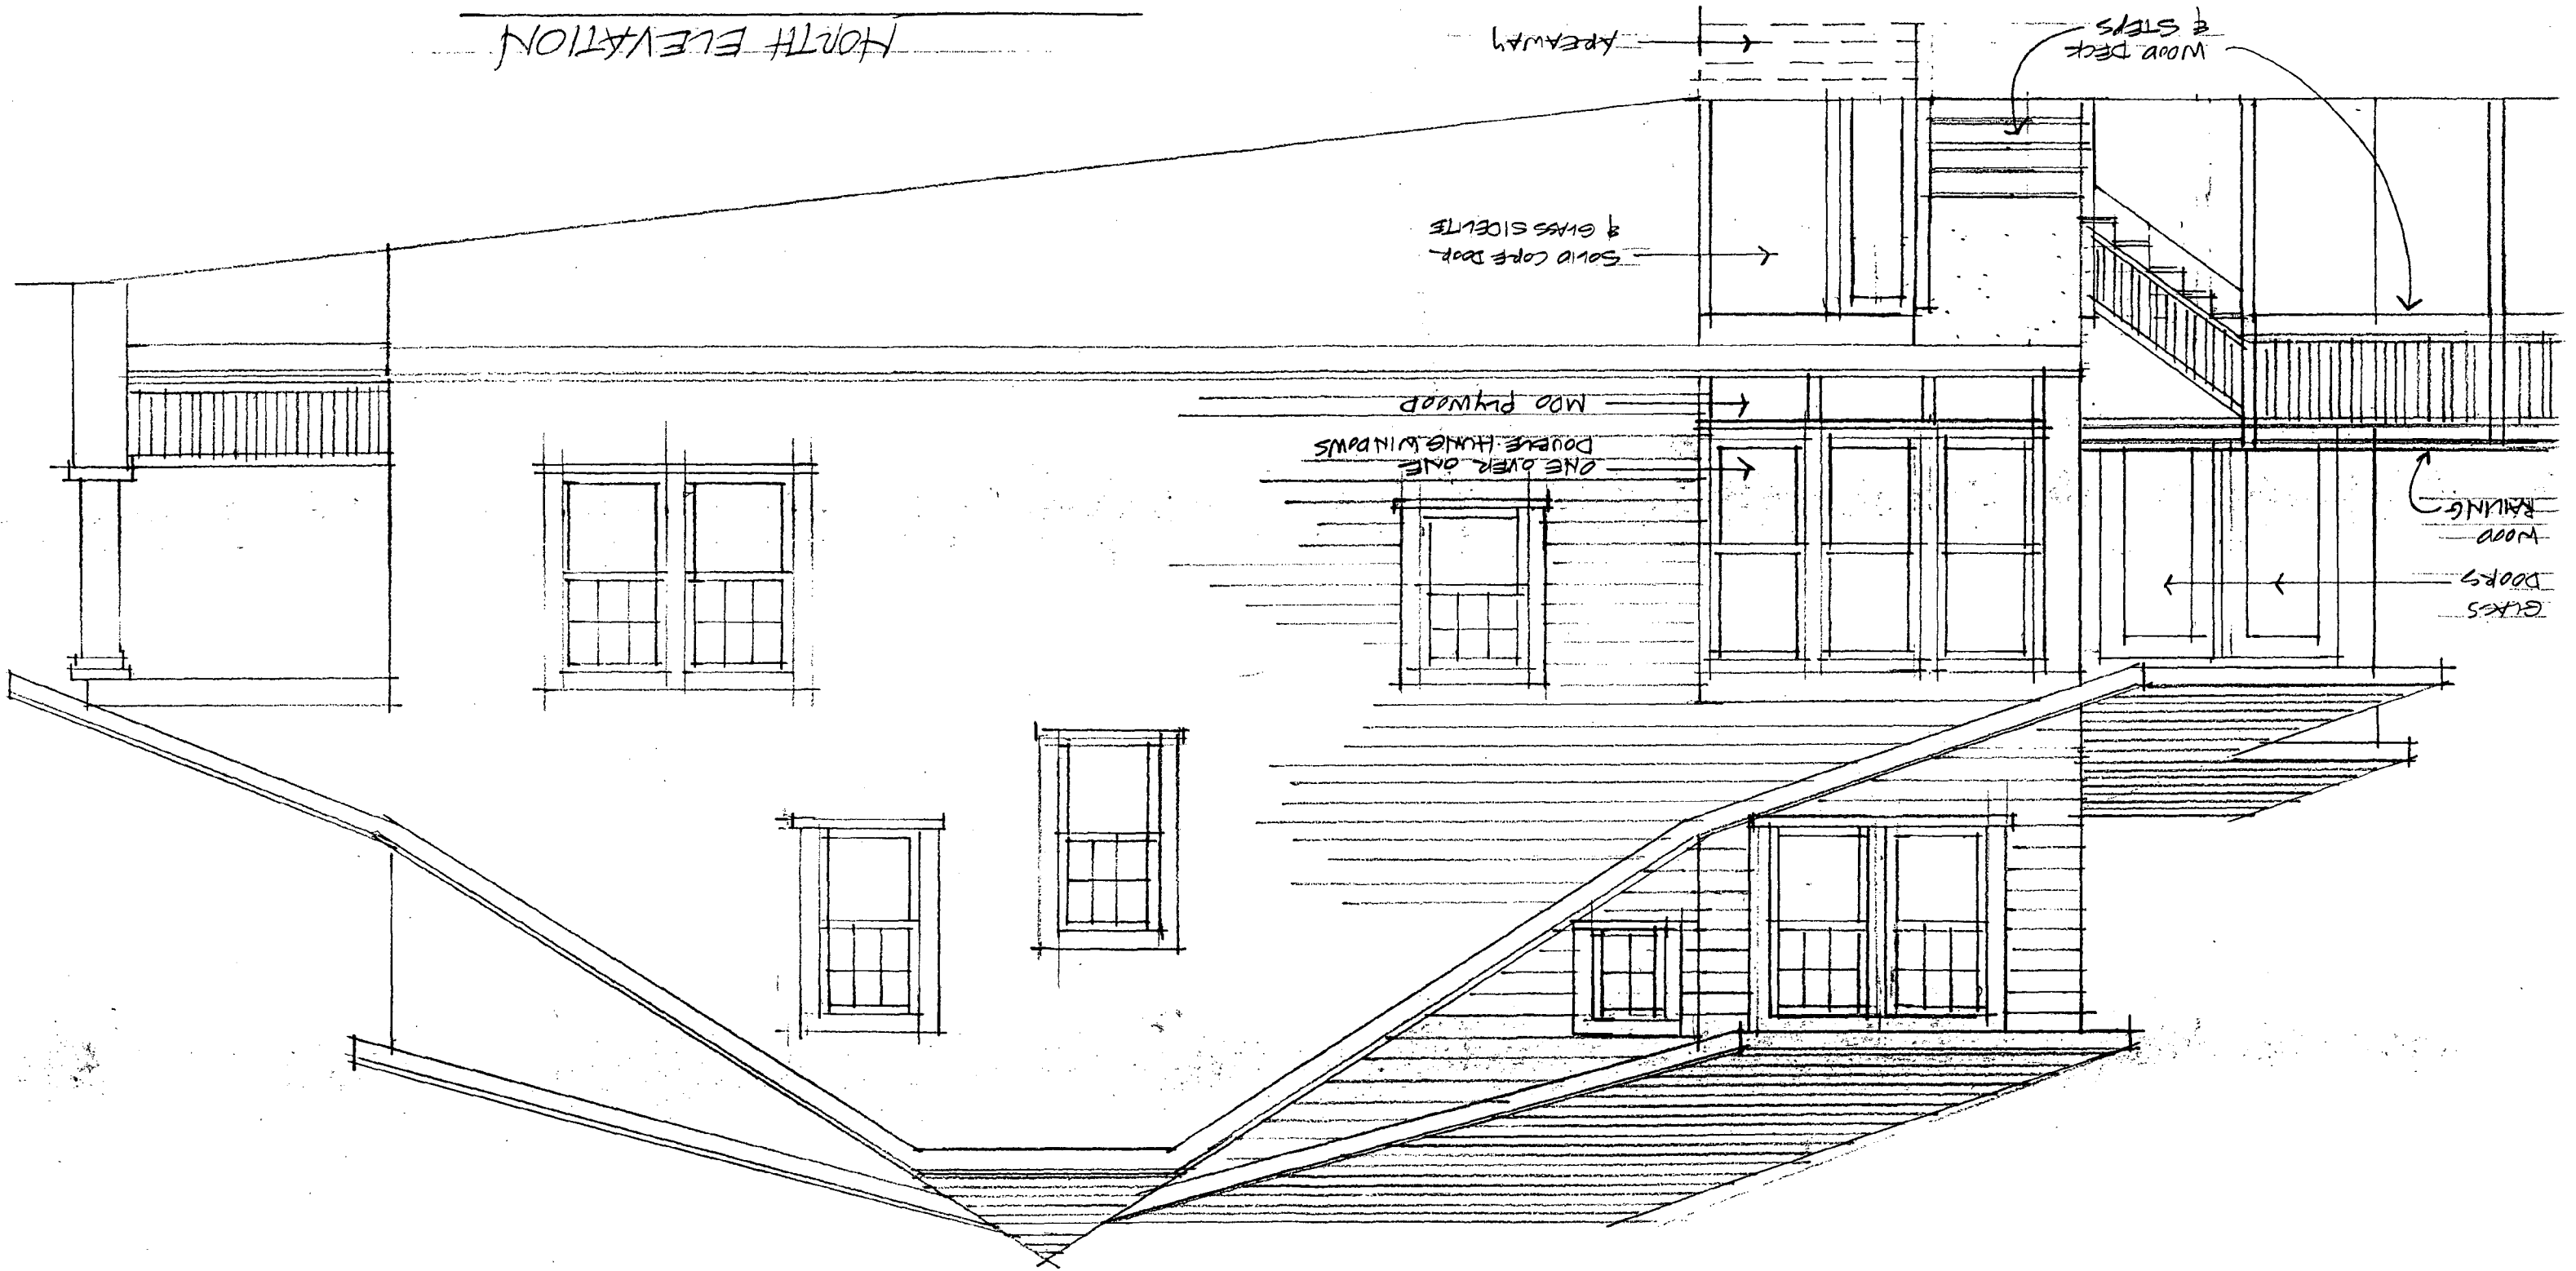 GLASS
DOORS
WOOD
RAILING
ONE OVER ONE
DOUBLE HUNG WINDOWS
MDO PLYWOOD
SOLID CORE DOOR
& GLASS SIDELITE
WOOD DECK
& STEPS
AREAWAY
NORTH ELEVATION